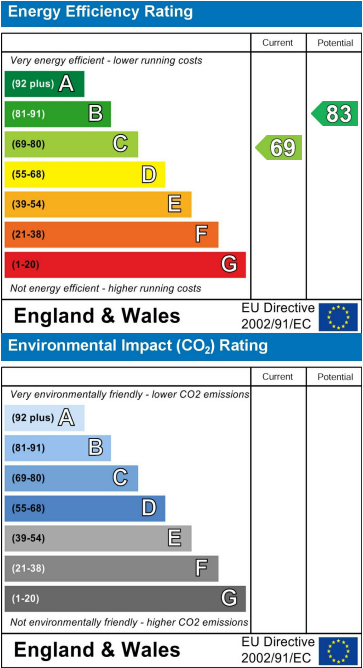 Energy Efficiency Rating
Current Potential
Very energy efficient - lower running costs
(92 plus) A
(81-91) B
83
(69-80) C
69
(55-68) D
(39-54) E
(21-38) F
(1-20) G
Not energy efficient - higher running costs
England & Wales
EU Directive
2002/91/EC
Environmental Impact (CO2) Rating
Current Potential
Very environmentally friendly - lower CO2 emissions
(92 plus) A
(81-91) B
(69-80) C
(55-68) D
(39-54) E
(21-38) F
(1-20) G
Not environmentally friendly - higher CO2 emissions
England & Wales
EU Directive
2002/91/EC